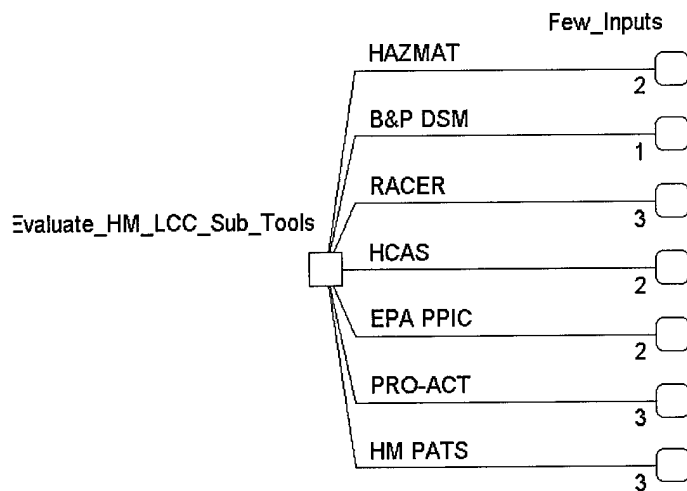 Few_Inputs
HAZMAT
2
B&P DSM
1
RACER
3
Evaluate_HM_LCC_Sub_Tools
HCAS
2
EPA PPIC
2
PRO-ACT
3
HM PATS
3